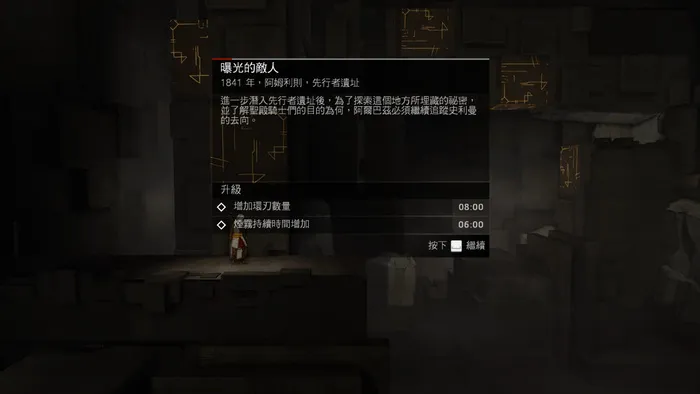 曝光的敵人
1841 年，阿姆利則，先行者遺址
進一步潛入先行者遺址後，為了探索這個地方所埋藏的祕密，
並了解聖殿騎士們的目的為何，阿爾巴茲必須繼續追蹤史利曼
的去向。
升級
增加環刃數量 08:00
煙霧持續時間增加 06:00
按下 繼續